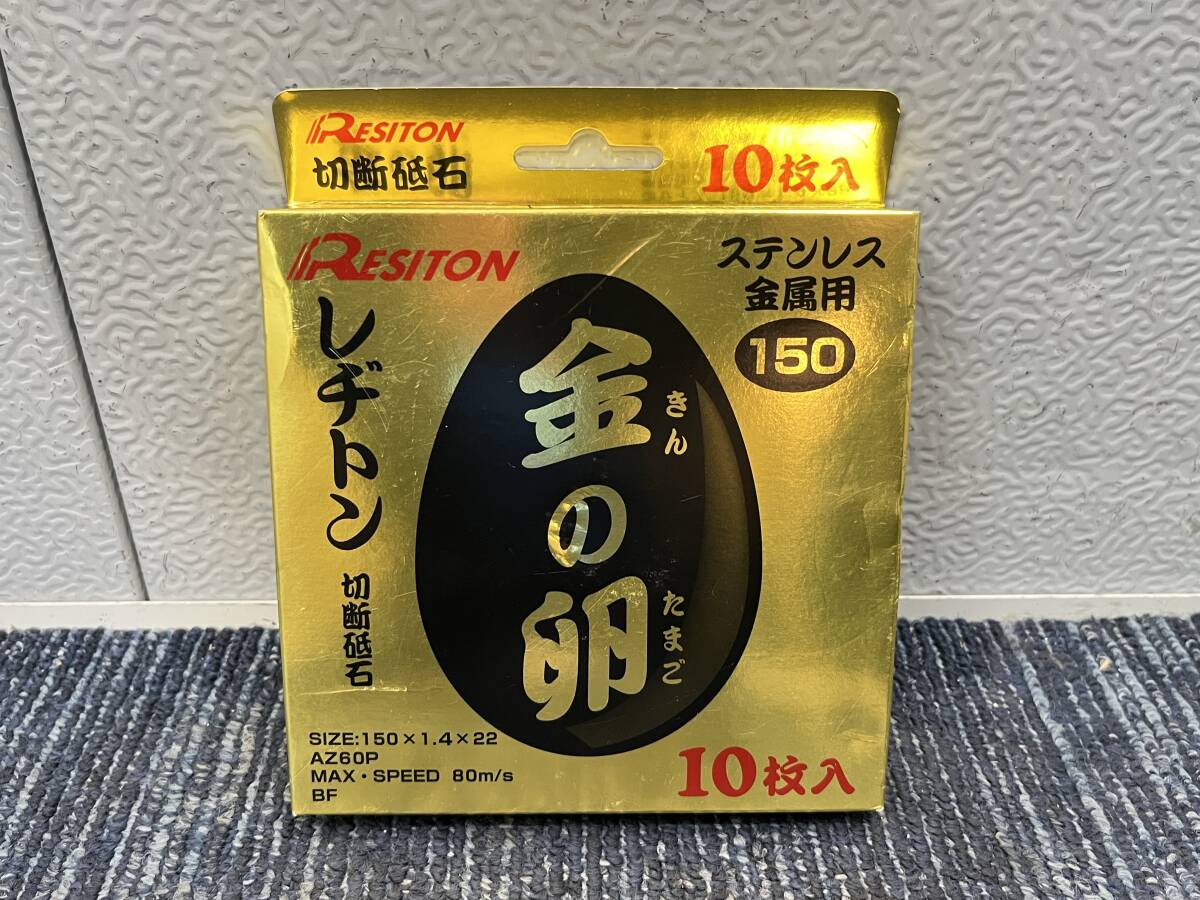 RESITON
切断砥石
10枚入
RESITON
レヂトン
切断砥石
ステンレス
金属用
150
金の卵
きん
たまご
SIZE:150×1.4×22
AZ60P
MAX・SPEED 80m/s
BF
10枚入